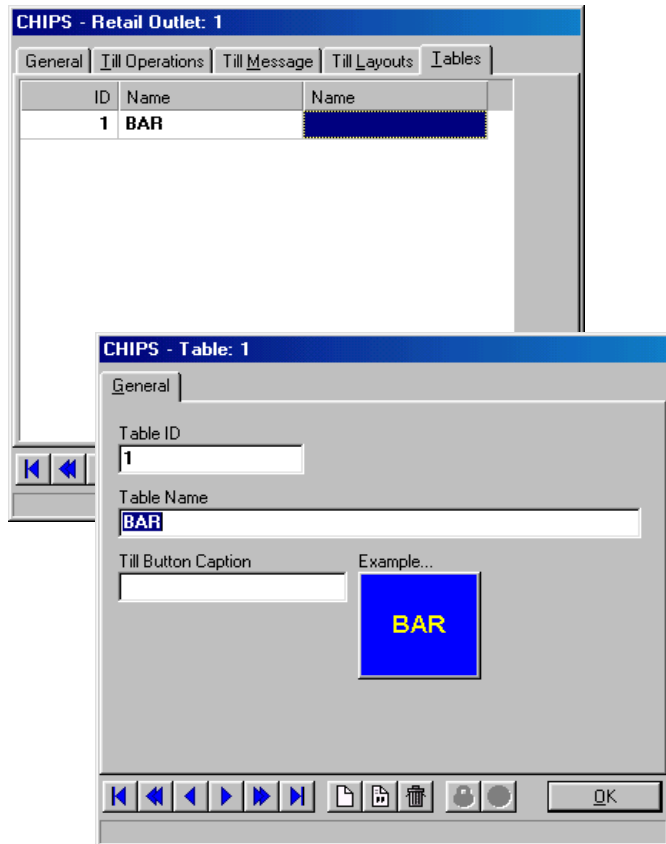 CHIPS - Retail Outlet: 1
General Till Operations Till Message Till Layouts Tables
ID Name Name
1 BAR
CHIPS - Table: 1
General
Table ID
1
Table Name
BAR
Till Button Caption Example...
BAR
OK